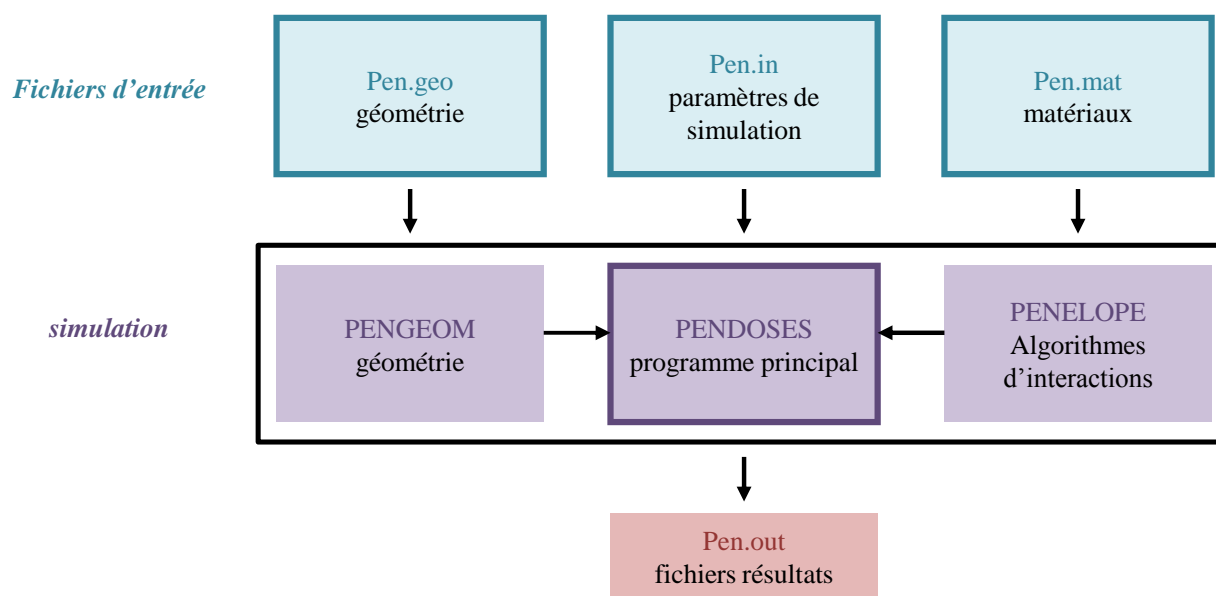 Fichiers d'entrée
Pen.geo
géométrie
Pen.in
paramètres de
simulation
Pen.mat
matériaux
simulation
PENGEOM
géométrie
PENDOSES
programme principal
PENELOPE
Algorithmes
d'interactions
Pen.out
fichiers résultats